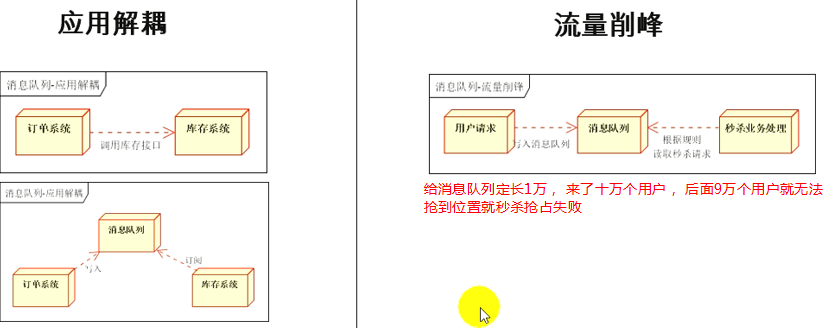 应用解耦
消息队列-应用解耦
订单系统
库存系统
调用库存接口
消息队列-应用解耦
消息队列
写入
订阅
订单系统
库存系统
流量削峰
消息队列-流量削锋
用户请求
消息队列
秒杀业务处理
写入消息队列
根据规则
读取秒杀请求
给消息队列定长1万，来了十万个用户，后面9万个用户就无法
抢到位置就秒杀抢占失败